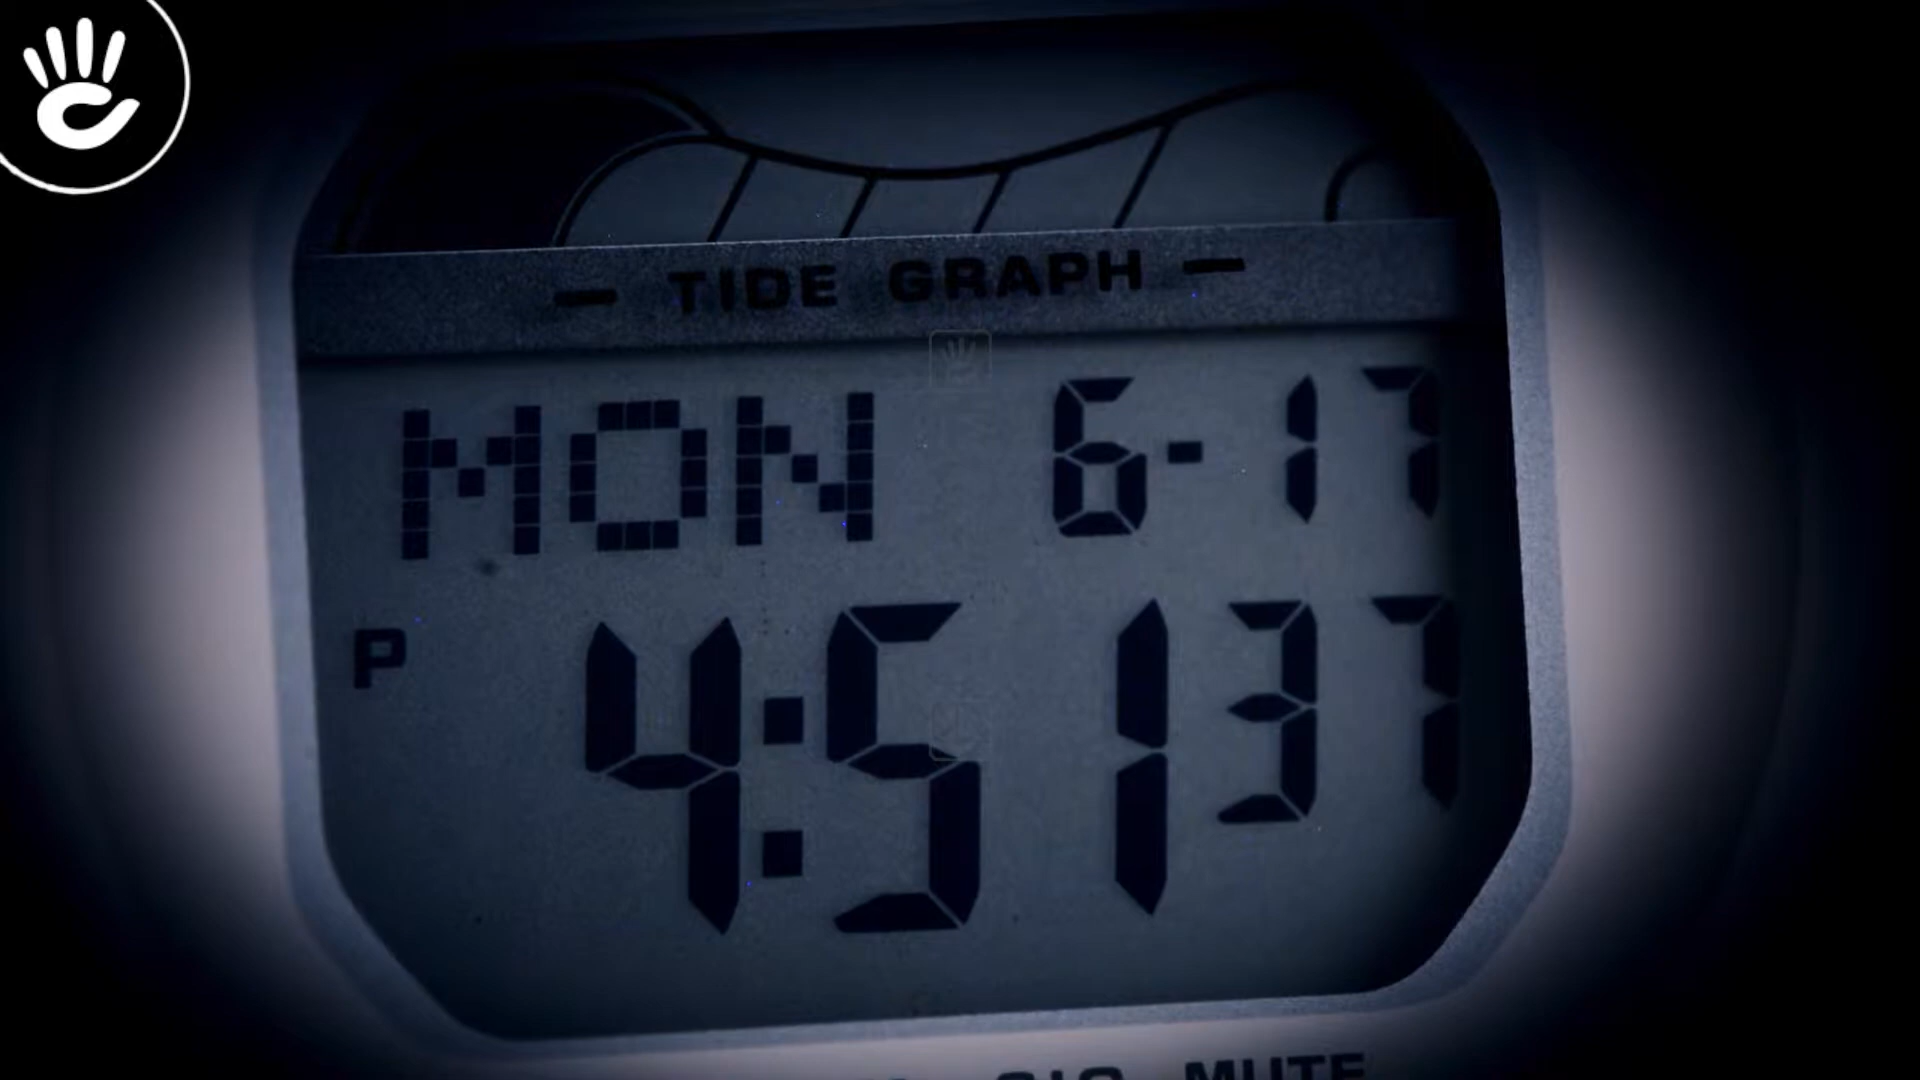 — TIDE GRAPH —
MON 6-17
P 4:51 37
MUTE